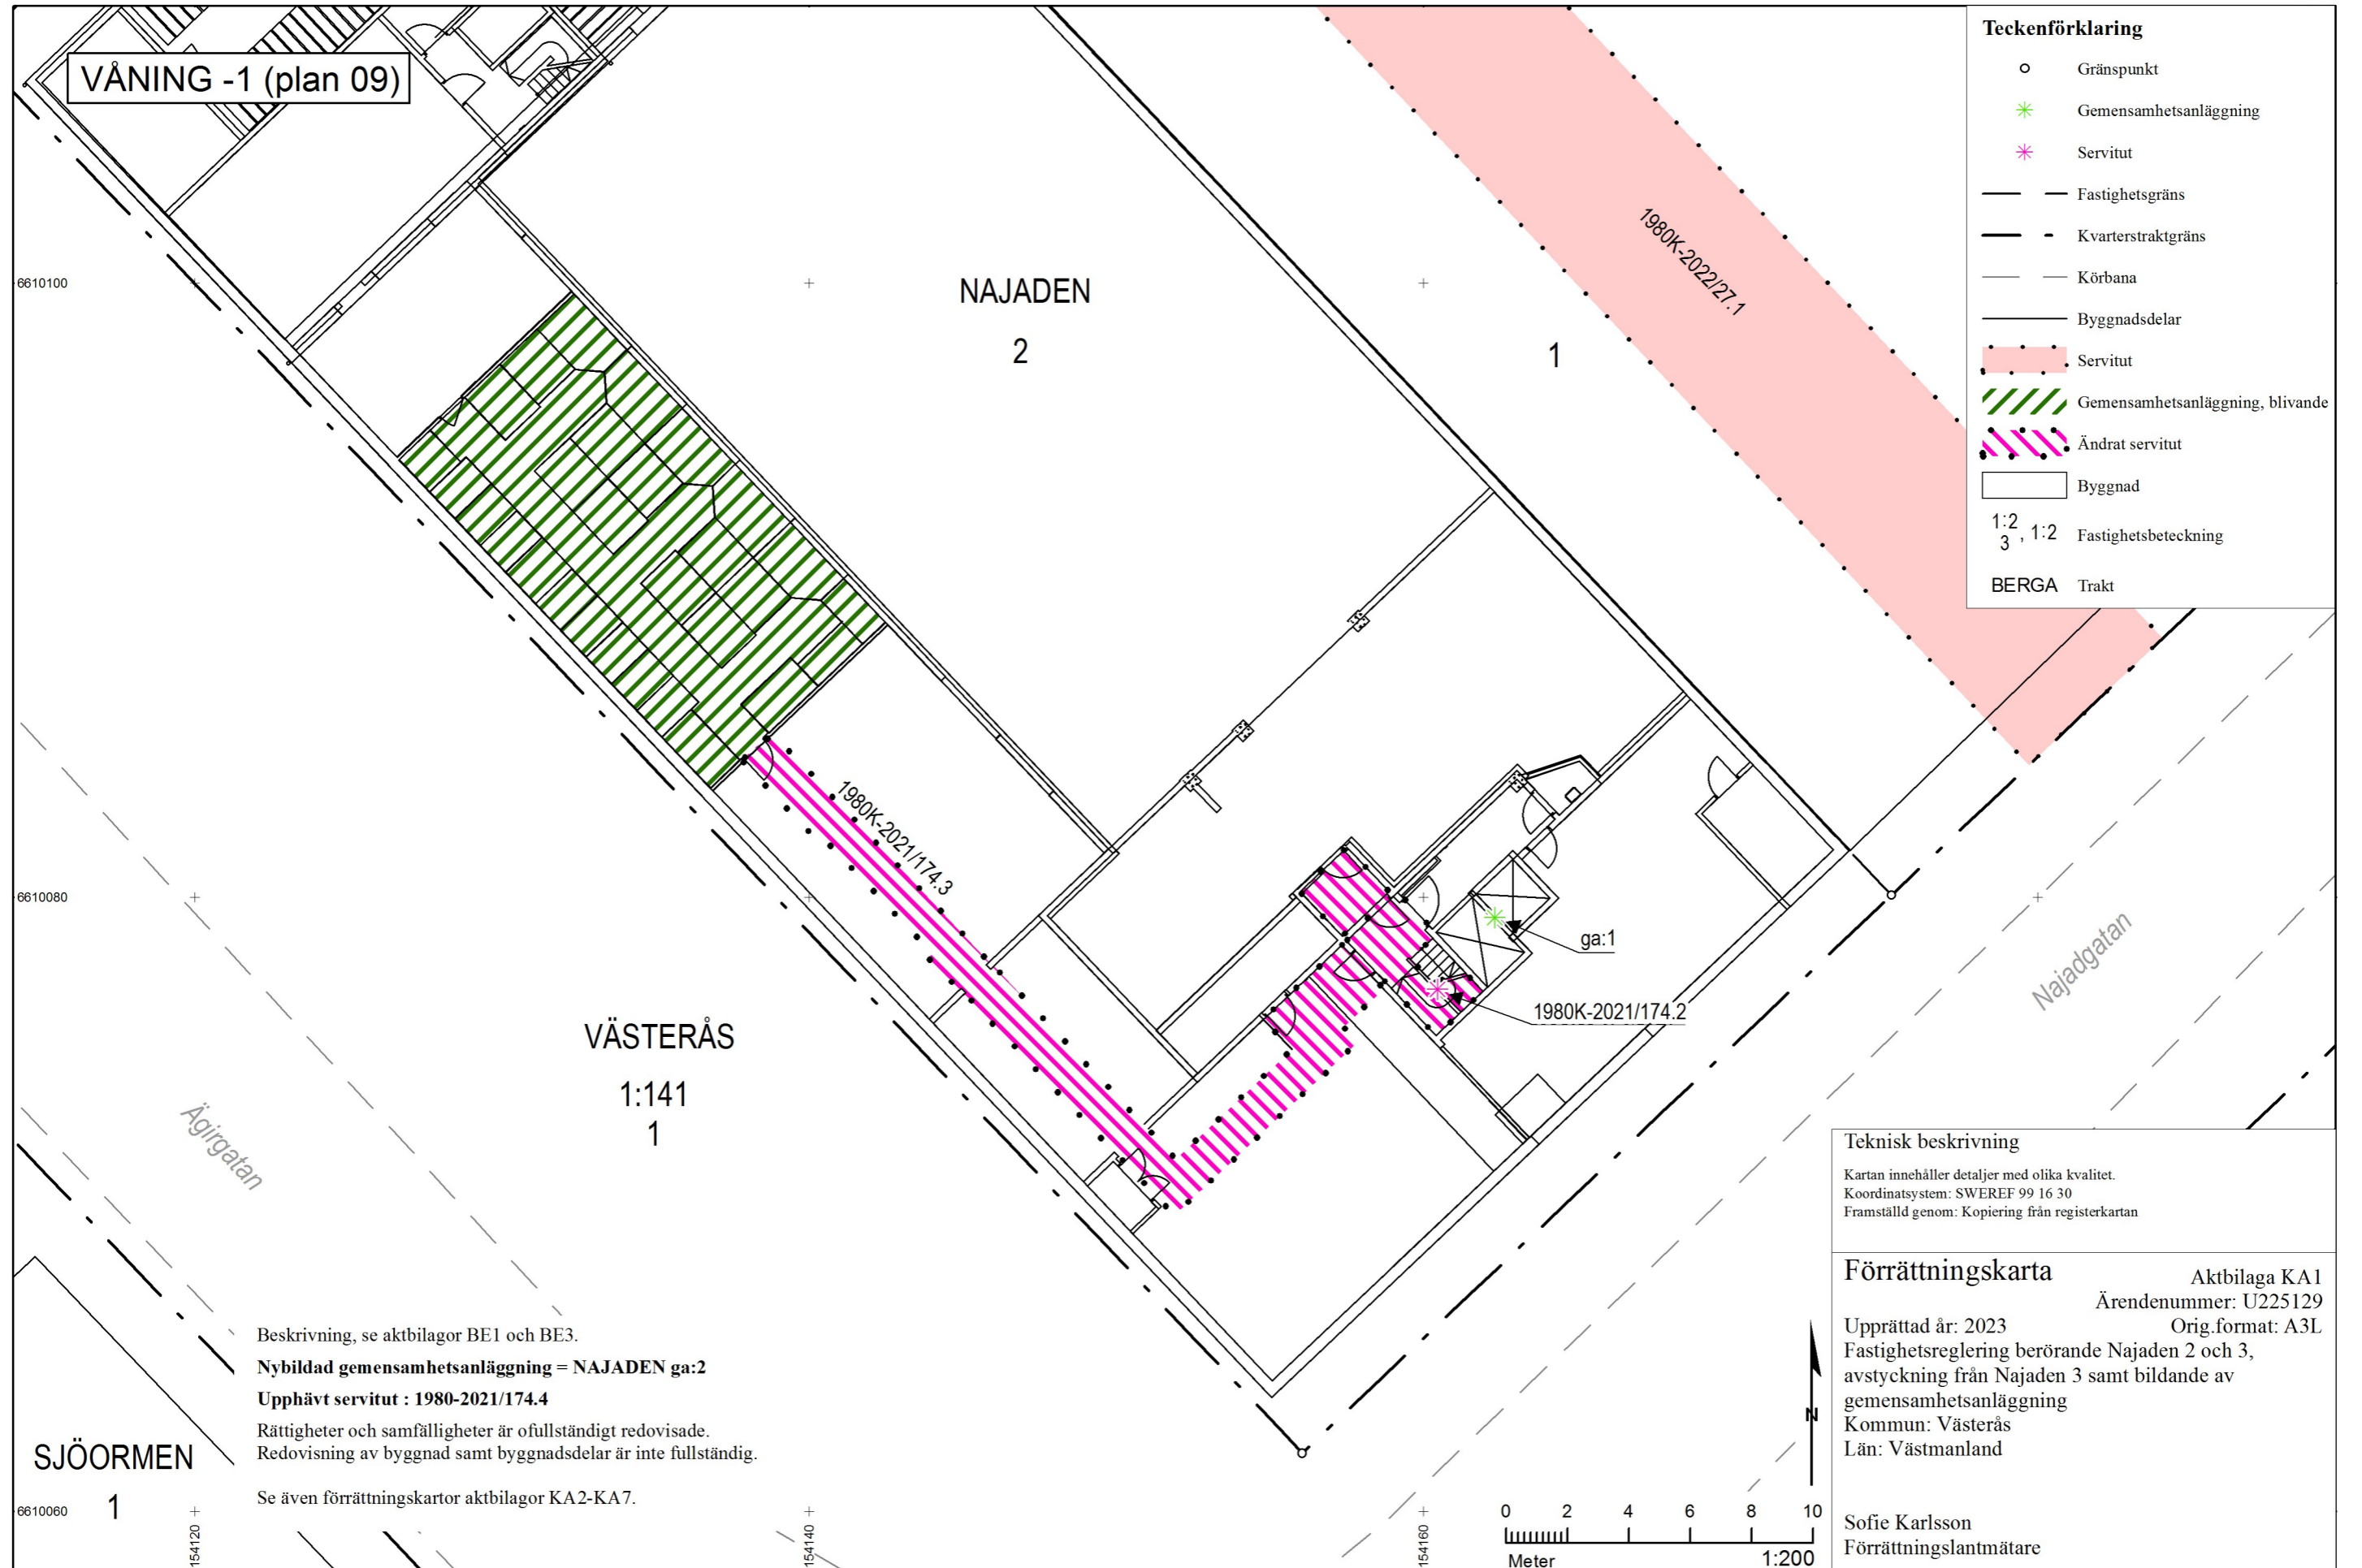 VÅNING -1 (plan 09)
6610100
NAJADEN
2
1
1980K-2022/27.1
Teckenförklaring
Gränspunkt
Gemensamhetsanläggning
Servitut
Fastighetsgräns
Kvarterstraktgräns
Körbana
Byggnadsdelar
Servitut
Gemensamhetsanläggning, blivande
Ändrat servitut
Byggnad
1:2
3 , 1:2 Fastighetsbeteckning
BERGA Trakt
1980K-2021/174.3
6610080
ga:1
1980K-2021/174.2
Najadgatan
VÄSTERÅS
1:141
1
Ägirgatan
Teknisk beskrivning
Kartan innehåller detaljer med olika kvalitet.
Koordinatsystem: SWEREF 99 16 30
Framställd genom: Kopiering från registerkartan
Förrättningskarta
Aktbilaga KA1
Ärendenummer: U225129
Upprättad år: 2023 Orig.format: A3L
Fastighetsreglering berörande Najaden 2 och 3,
avstyckning från Najaden 3 samt bildande av
gemensamhetsanläggning
Kommun: Västerås
Län: Västmanland
Sofie Karlsson
Förrättningslantmätare
Beskrivning, se aktbilagor BE1 och BE3.
Nybildad gemensamhetsanläggning = NAJADEN ga:2
Upphävt servitut : 1980-2021/174.4
Rättigheter och samfälligheter är ofullständigt redovisade.
Redovisning av byggnad samt byggnadsdelar är inte fullständig.
Se även förrättningskartor aktbilagor KA2-KA7.
SJÖORMEN
1
6610060
154120
154140
154160
N
0 2 4 6 8 10
Meter 1:200